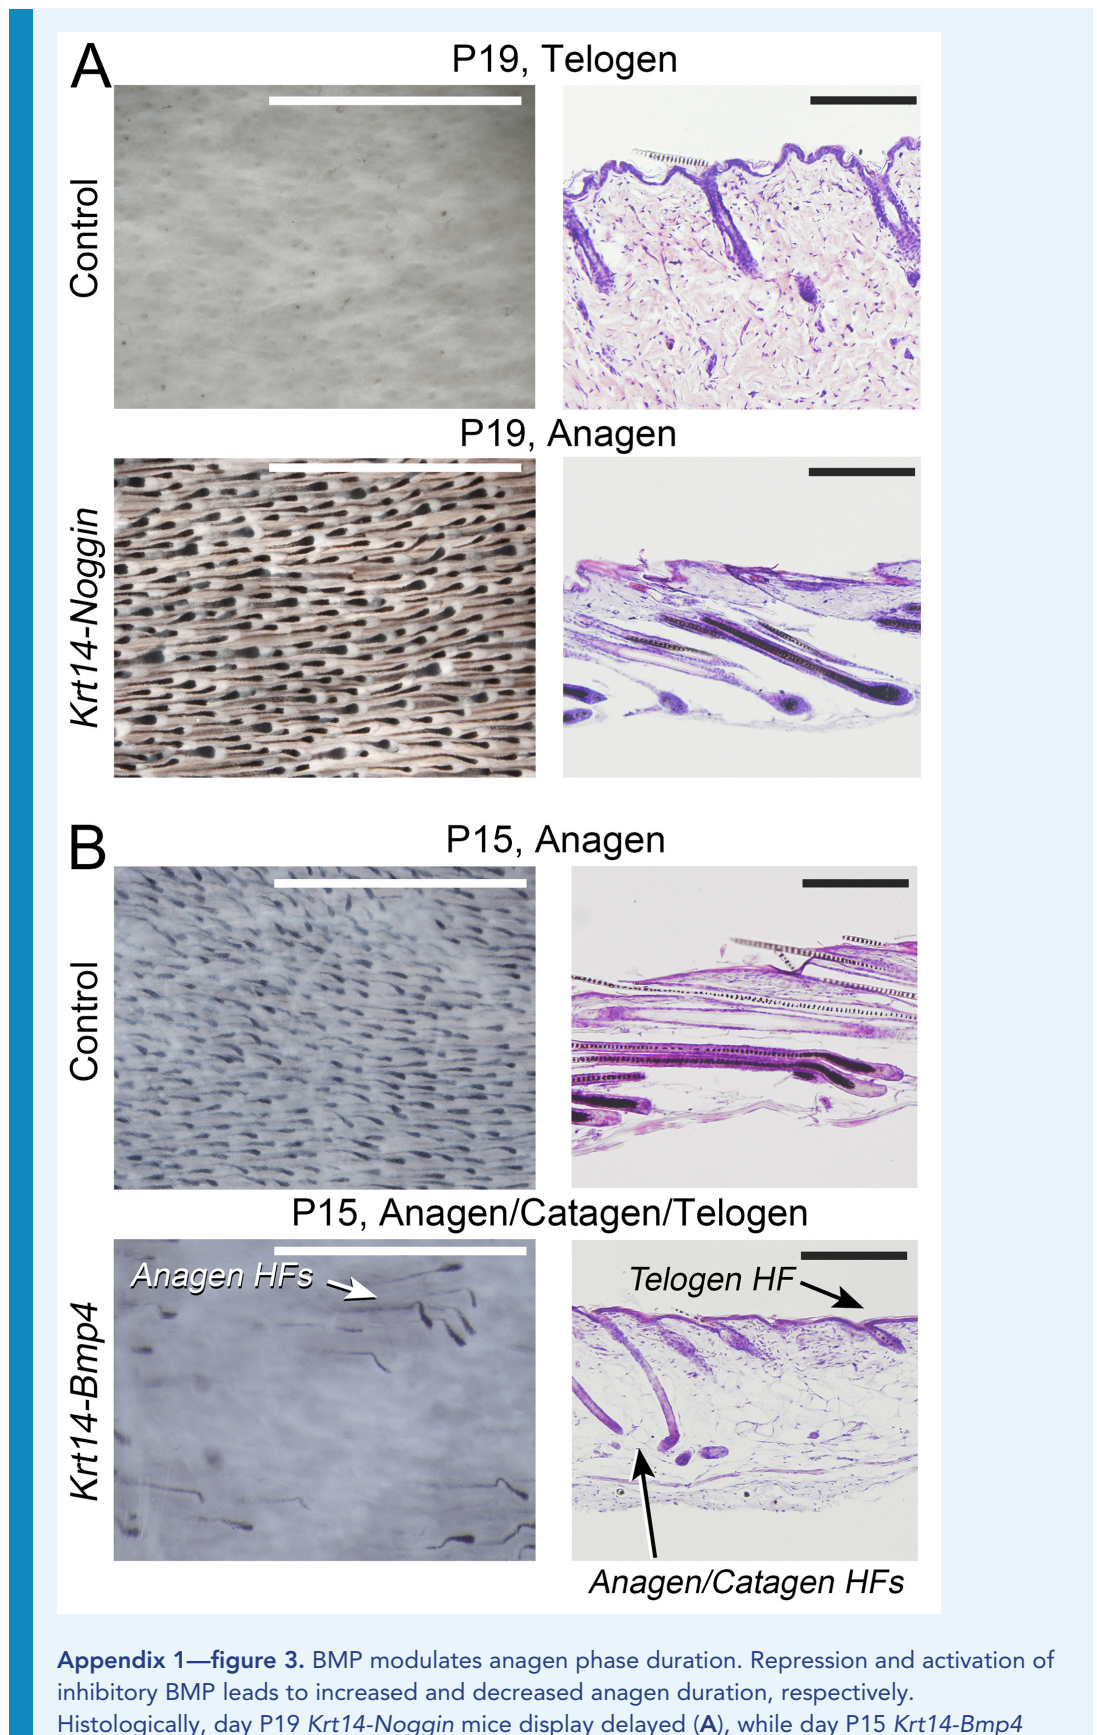 A
P19, Telogen
Control
P19, Anagen
Krt14-Noggin
B
P15, Anagen
Control
P15, Anagen/Catagen/Telogen
Krt14-Bmp4
Anagen HFs
Telogen HF
Anagen/Catagen HFs
Appendix 1—figure 3. BMP modulates anagen phase duration. Repression and activation of
inhibitory BMP leads to increased and decreased anagen duration, respectively.
Histologically, day P19 Krt14-Noggin mice display delayed (A), while day P15 Krt14-Bmp4